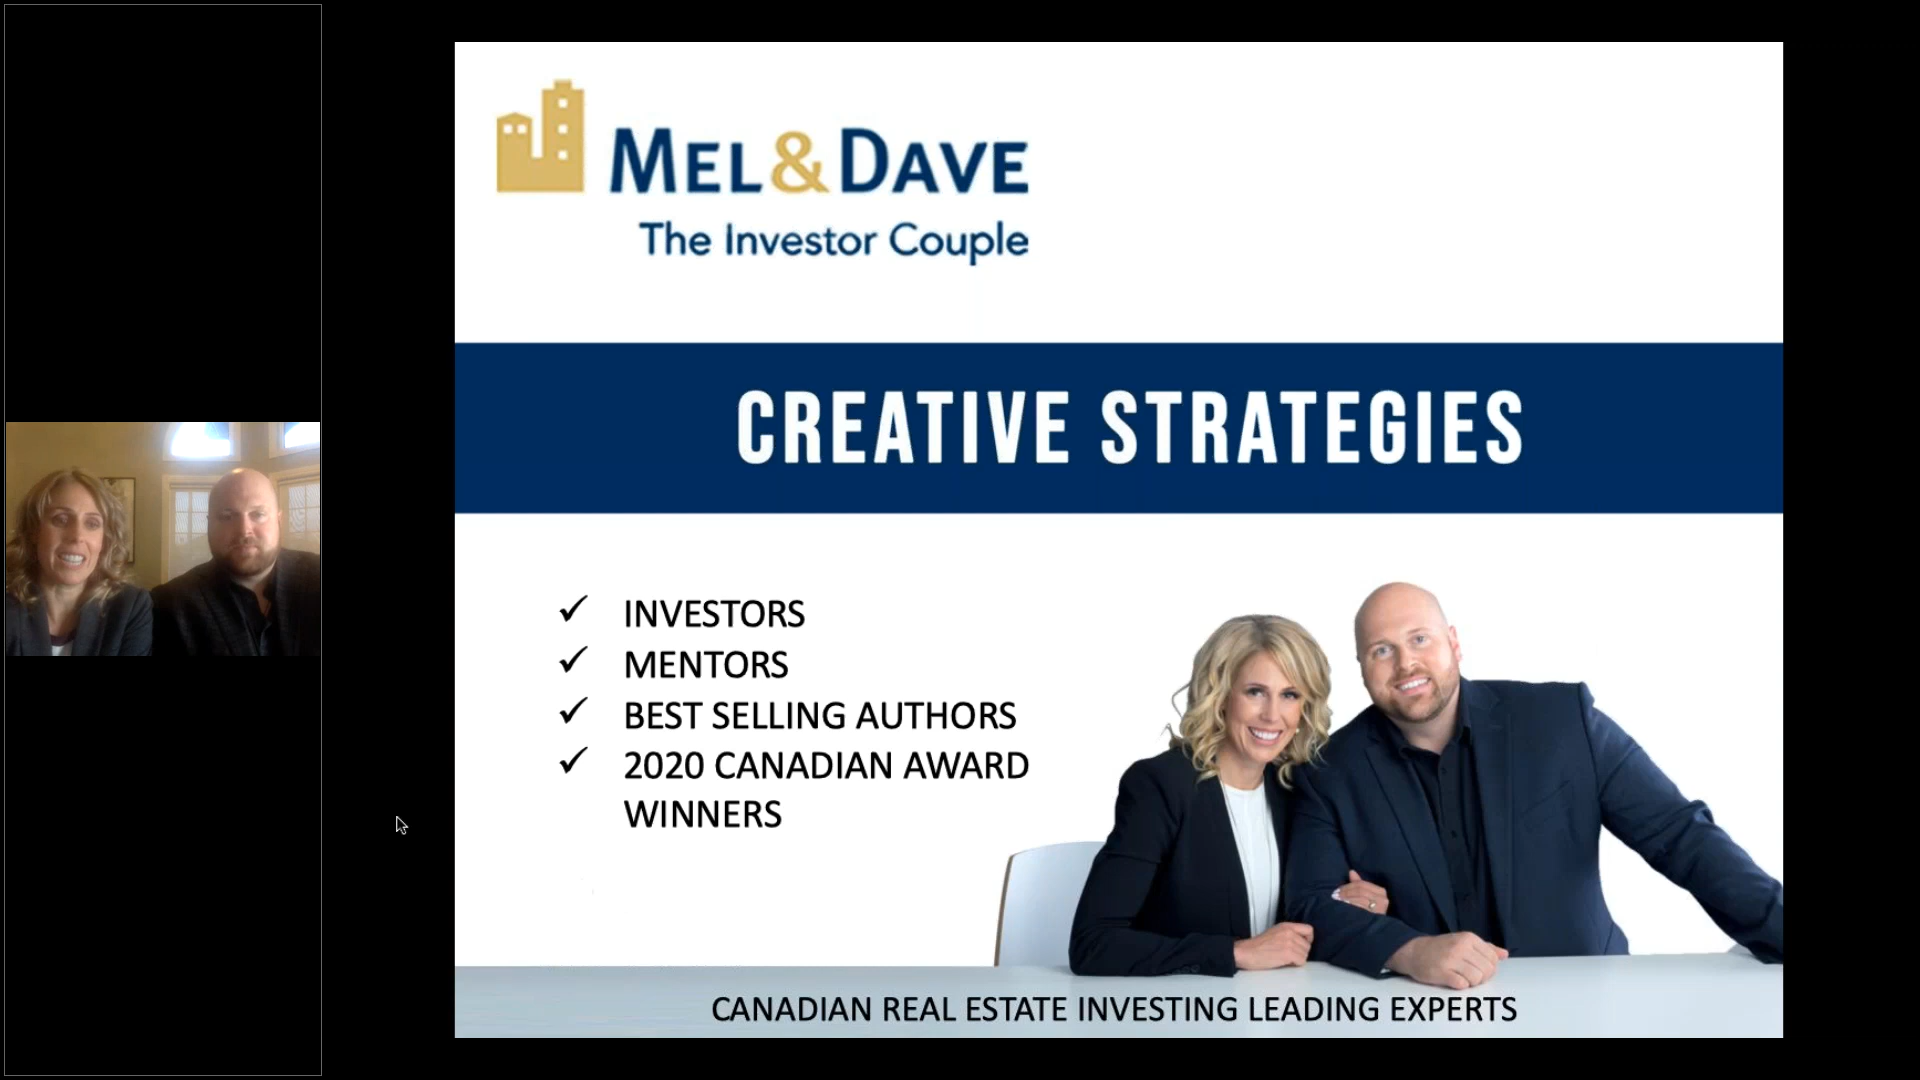 MEL&DAVE
The Investor Couple
CREATIVE STRATEGIES
✓ INVESTORS
✓ MENTORS
✓ BEST SELLING AUTHORS
✓ 2020 CANADIAN AWARD
WINNERS
CANADIAN REAL ESTATE INVESTING LEADING EXPERTS